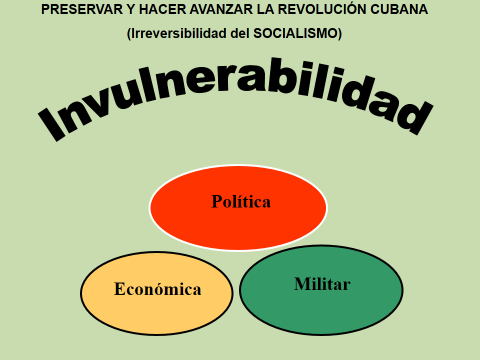 PRESERVAR Y HACER AVANZAR LA REVOLUCIÓN CUBANA
(Irreversibilidad del SOCIALISMO)
Invulnerabilidad
Política
Económica
Militar